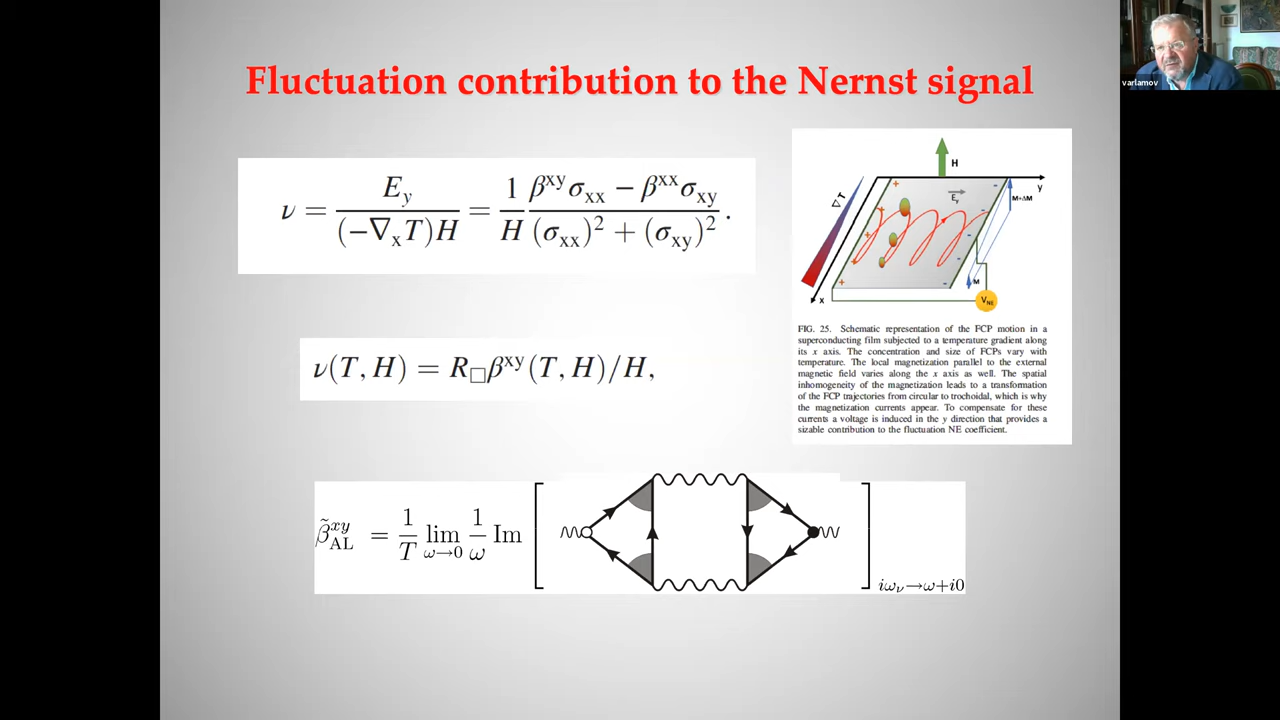 Fluctuation contribution to the Nernst signal
varlamov
ν = E_y / ((−∇_x T)H) = (1/H) (β^{xy}σ_{xx} − β^{xx}σ_{xy}) / ((σ_{xx})^2 + (σ_{xy})^2) .
ν(T, H) = R_□ β^{xy}(T, H)/H,
H
y
∇T
E_y
M+ΔM
M
x
V_NE
FIG. 25. Schematic representation of the FCP motion in a
superconducting film subjected to a temperature gradient along
its x axis. The concentration and size of FCPs vary with
temperature. The local magnetization parallel to the external
magnetic field varies along the x axis as well. The spatial
inhomogeneity of the magnetization leads to a transformation
of the FCP trajectories from circular to trochoidal, which is why
the magnetization currents appear. To compensate for these
currents a voltage is induced in the y direction that provides a
sizable contribution to the fluctuation NE coefficient.
β̃^{xy}_{AL} = (1/T) lim_{ω→0} (1/ω) Im [ ]_{iω_ν→ω+i0}